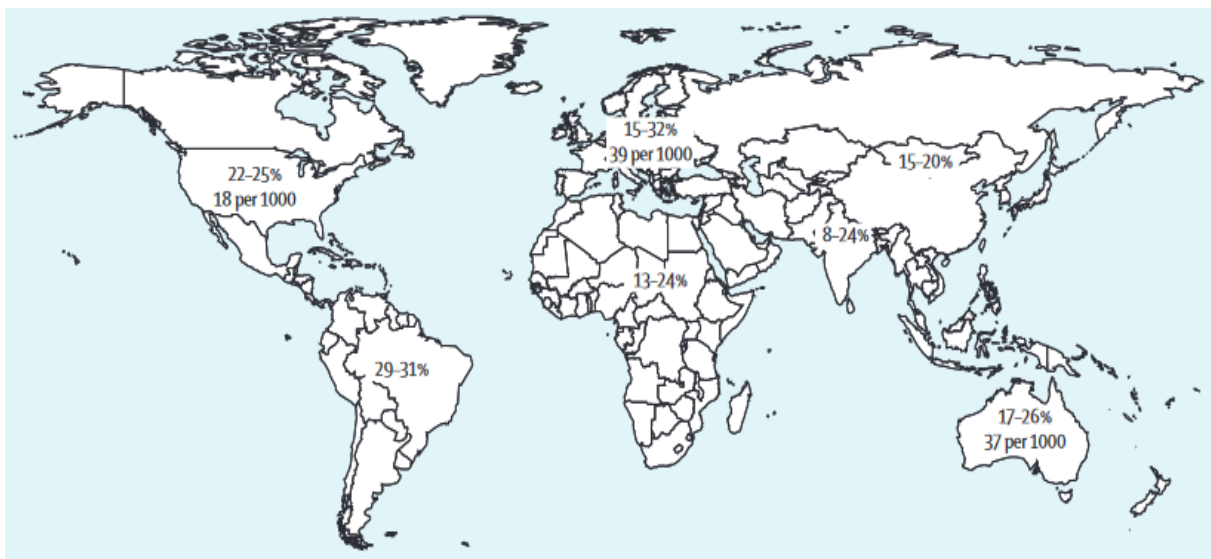 15–32%
39 per 1000
22–25%
18 per 1000
15–20%
8–24%
13–24%
29–31%
17–26%
37 per 1000